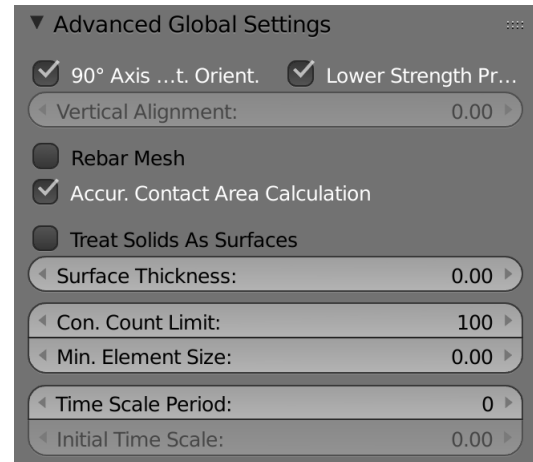 Advanced Global Settings
90° Axis ...t. Orient. Lower Strength Pr...
Vertical Alignment: 0.00
Rebar Mesh
Accur. Contact Area Calculation
Treat Solids As Surfaces
Surface Thickness: 0.00
Con. Count Limit: 100
Min. Element Size: 0.00
Time Scale Period: 0
Initial Time Scale: 0.00